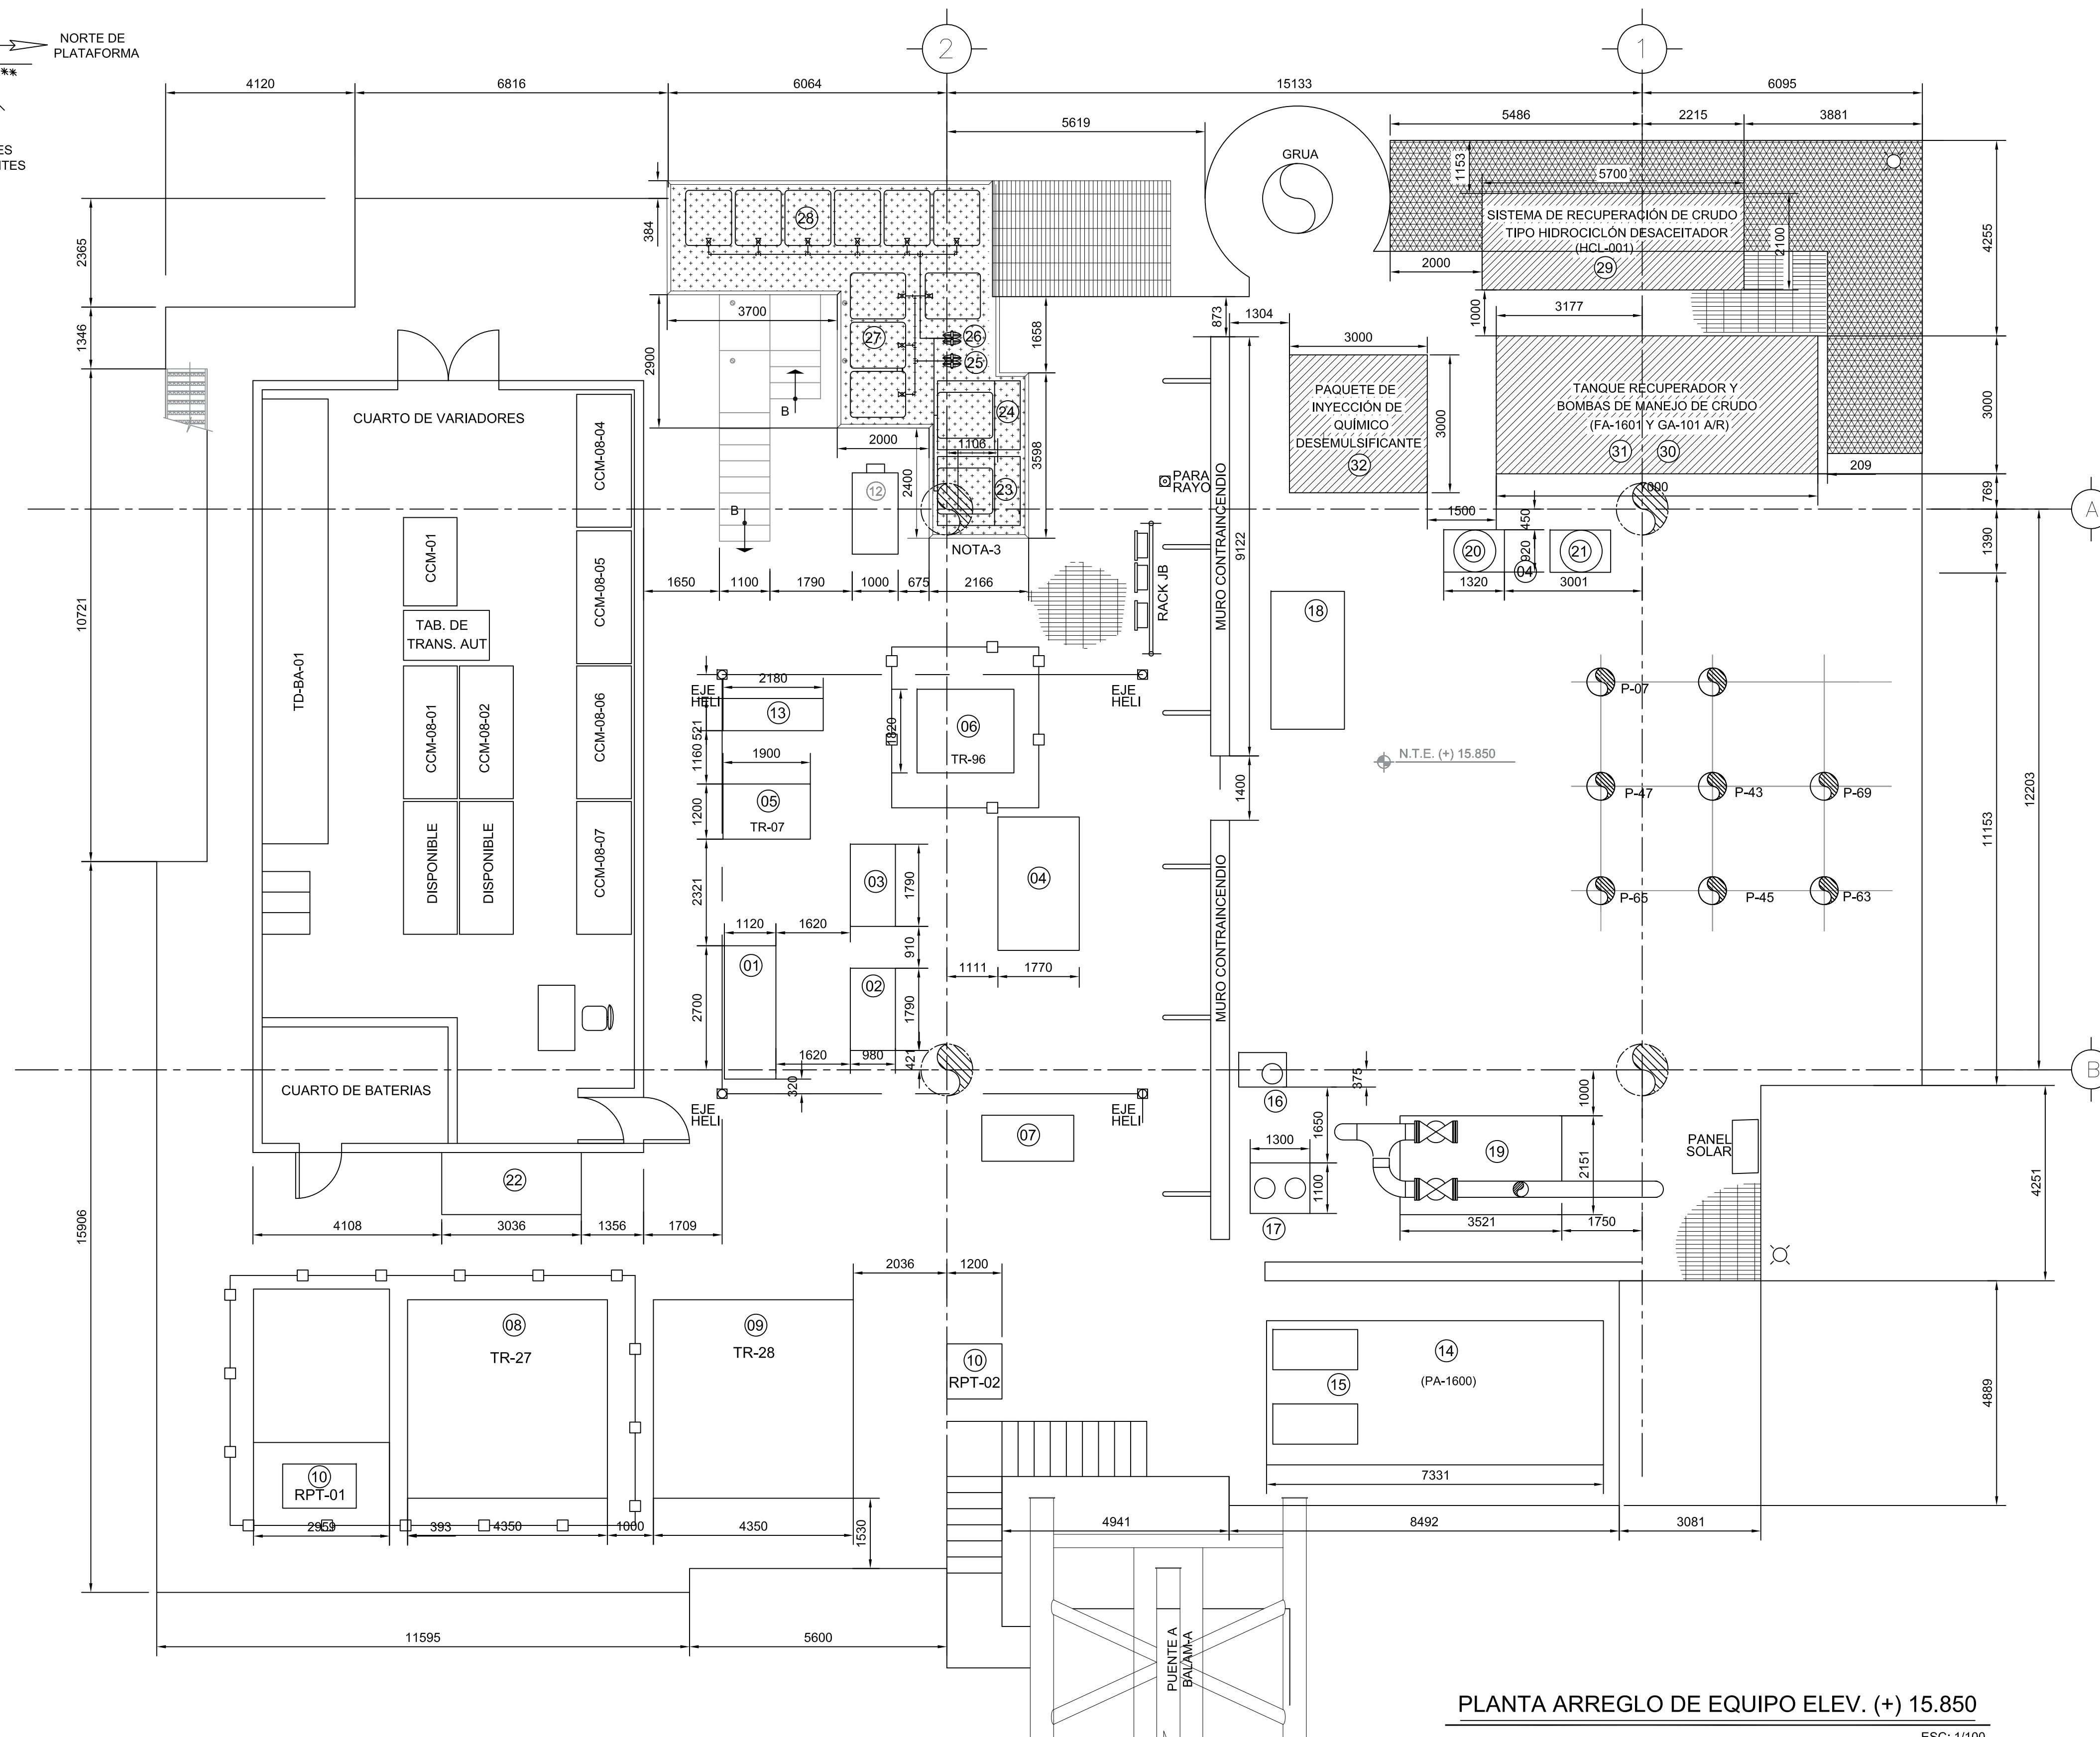 NORTE DE
PLATAFORMA
**
ES
NTES
2
1
4120
6816
6064
15133
6095
5619
5486
2215
3881
GRUA
1153
5700
SISTEMA DE RECUPERACIÓN DE CRUDO
TIPO HIDROCICLÓN DESACEITADOR
(HCL-001)
29
2100
4255
2000
28
384
2365
1346
3700
27
26
25
1658
873
1304
1000
3177
2900
3000
PAQUETE DE
INYECCIÓN DE
QUÍMICO
DESEMULSIFICANTE
32
3000
TANQUE RECUPERADOR Y
BOMBAS DE MANEJO DE CRUDO
(FA-1601 Y GA-101 A/R)
31
30
3000
B
24
CUARTO DE VARIADORES
CCM-08-04
2000
1106
3598
209
12
2400
23
PARA
RAYO
7000
769
B
1500
450
A
NOTA-3
9122
MURO CONTRAINCENDIO
CCM-01
CCM-08-05
20
920
21
1390
1650
1100
1790
1000
675
2166
RACK JB
1320
04
3001
10721
TAB. DE
TRANS. AUT
18
TD-BA-01
2180
EJE
HELI
13
EJE
HELI
P-07
CCM-08-01
CCM-08-02
CCM-08-06
521
1820
06
TR-96
1160
1900
N.T.E. (+) 15.850
1400
1200
05
TR-07
P-47
P-43
P-69
12203
11153
DISPONIBLE
DISPONIBLE
CCM-08-07
2321
03
1790
04
MURO CONTRAINCENDIO
P-65
P-45
P-63
1120
1620
910
01
1111
1770
02
2700
1790
1620
980
421
320
B
375
CUARTO DE BATERIAS
1000
EJE
HELI
EJE
HELI
16
1650
07
1300
19
PANEL
SOLAR
2151
22
1100
4251
4108
3036
1356
1709
17
3521
1750
15906
2036
1200
08
TR-27
09
TR-28
10
RPT-02
14
(PA-1600)
15
4889
10
RPT-01
7331
2959
393
4350
1000
4350
1530
4941
8492
3081
11595
5600
PUENTE A
BALAM-A
PLANTA ARREGLO DE EQUIPO ELEV. (+) 15.850
ESC: 1/100